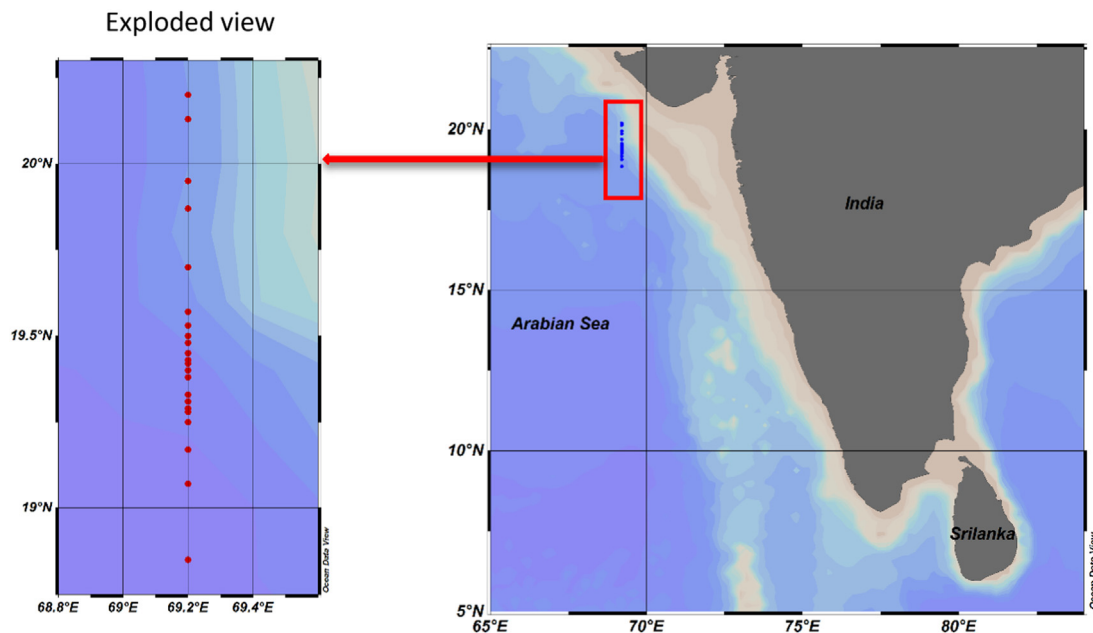 Exploded view
20°N
19.5°N
19°N
68.8°E 69°E 69.2°E 69.4°E
Ocean Data View
20°N
15°N
10°N
5°N
65°E 70°E 75°E 80°E
India
Arabian Sea
Srilanka
Ocean Data View